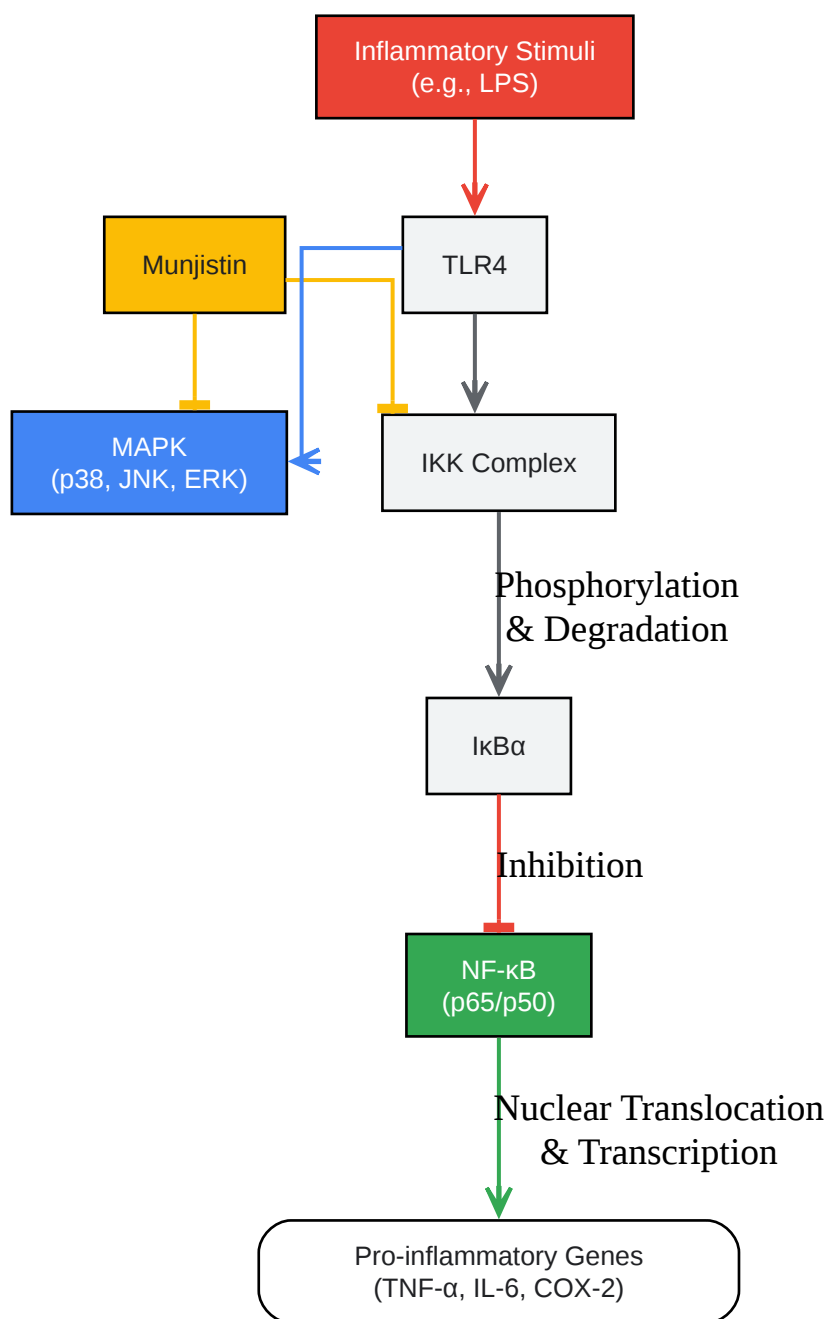 Inflammatory Stimuli
(e.g., LPS)
Munjistin
TLR4
MAPK
(p38, JNK, ERK)
IKK Complex
Phosphorylation
& Degradation
IκBα
Inhibition
NF-κB
(p65/p50)
Nuclear Translocation
& Transcription
Pro-inflammatory Genes
(TNF-α, IL-6, COX-2)